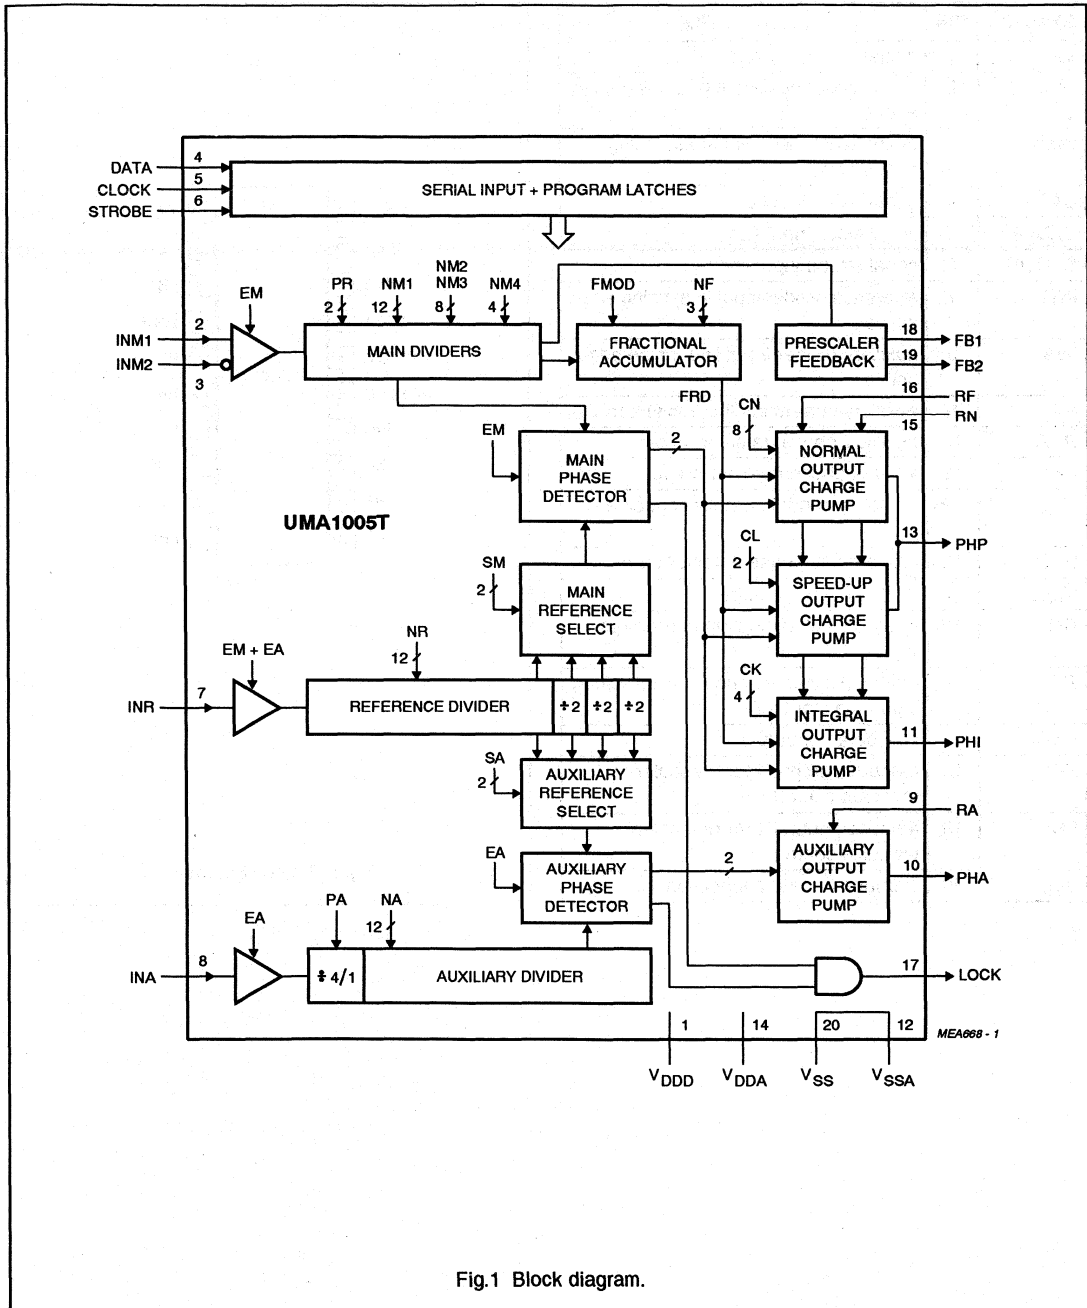 DATA
4
CLOCK
5
STROBE
6
SERIAL INPUT + PROGRAM LATCHES
EM
PR
2
NM1
12
NM2
NM3
8
NM4
4
FMOD
NF
3
INM1
2
INM2
3
MAIN DIVIDERS
FRACTIONAL
ACCUMULATOR
PRESCALER
FEEDBACK
18
FB1
19
FB2
16
RF
15
RN
FRD
CN
8
EM
MAIN
PHASE
DETECTOR
2
NORMAL
OUTPUT
CHARGE
PUMP
UMA1005T
13
PHP
CL
2
SPEED-UP
OUTPUT
CHARGE
PUMP
SM
2
MAIN
REFERENCE
SELECT
EM + EA
NR
12
INR
7
REFERENCE DIVIDER
÷2
÷2
÷2
CK
4
INTEGRAL
OUTPUT
CHARGE
PUMP
11
PHI
SA
2
AUXILIARY
REFERENCE
SELECT
9
RA
EA
AUXILIARY
PHASE
DETECTOR
2
AUXILIARY
OUTPUT
CHARGE
PUMP
10
PHA
EA
PA
NA
12
INA
8
÷ 4/1
AUXILIARY DIVIDER
17
LOCK
1
14
20
12
MEA668 - 1
VDDD
VDDA
VSS
VSSA
Fig.1 Block diagram.